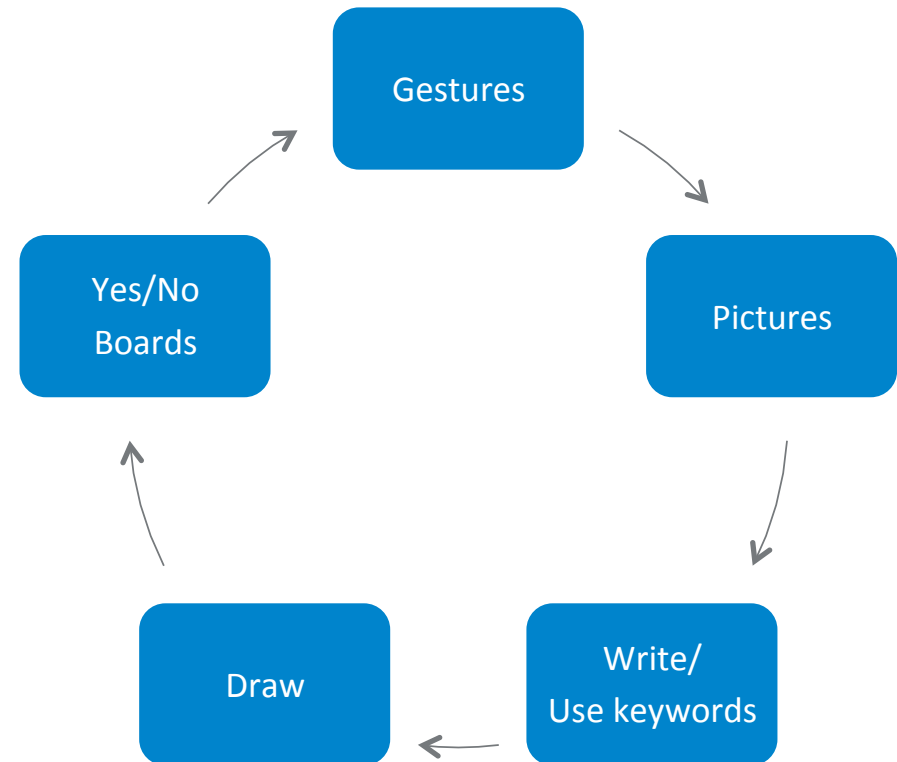 Gestures
Pictures
Write/
Use keywords
Draw
Yes/No
Boards